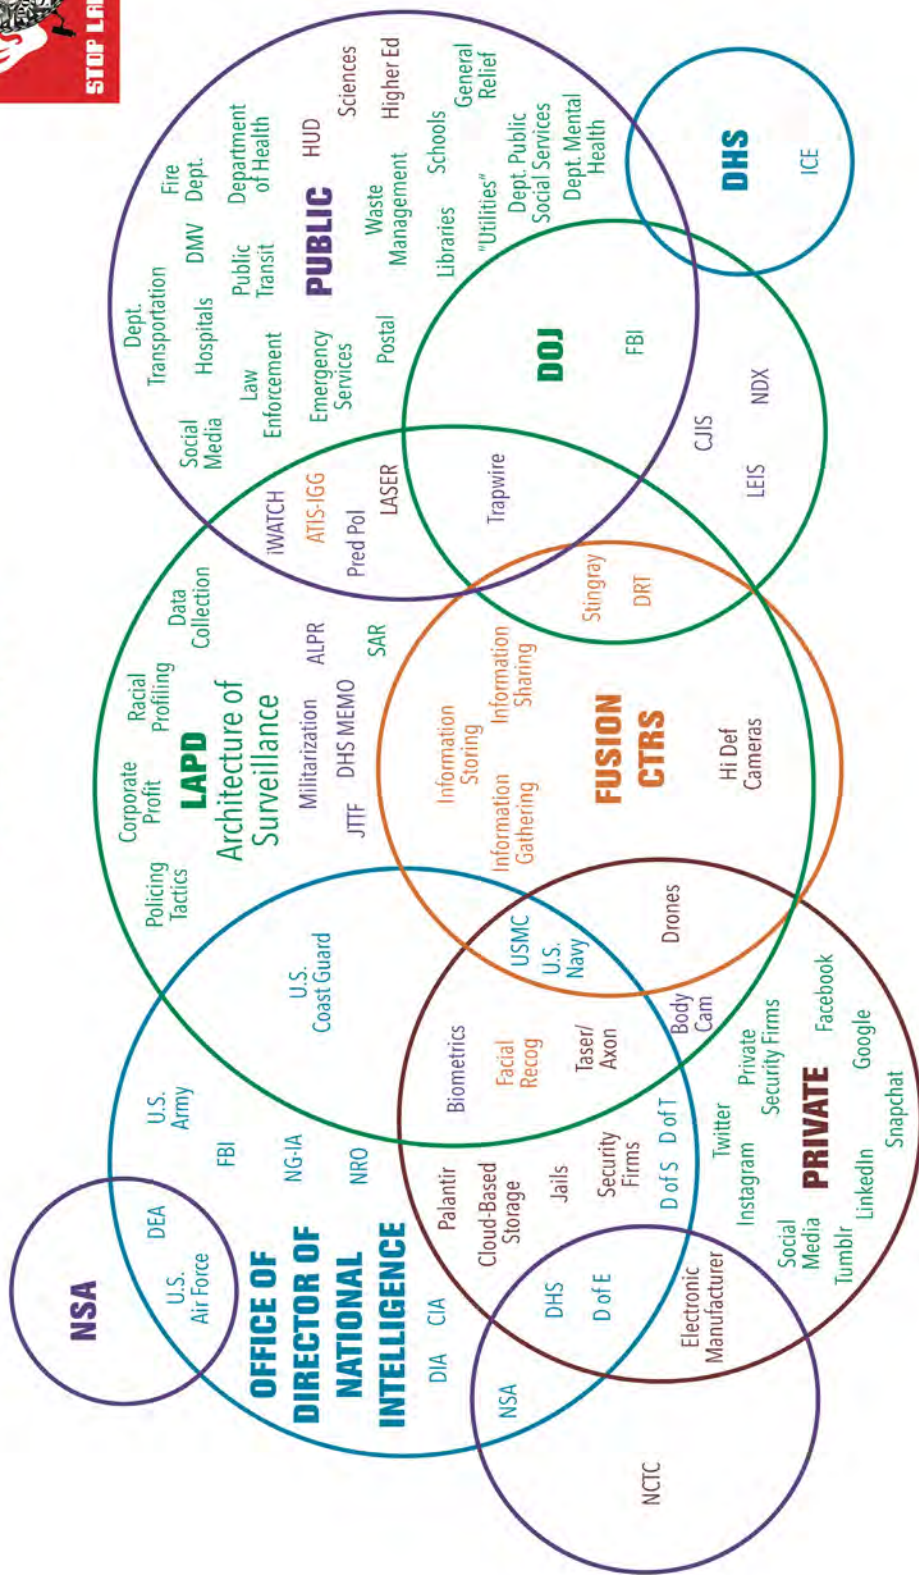 STOP
NSA
DEA
U.S.
Air Force
OFFICE OF
DIRECTOR OF
NATIONAL
INTELLIGENCE
U.S.
Army
FBI
NG-IA
NRO
DIA
CIA
U.S.
Coast Guard
Policing
Tactics
Corporate
Profit
Racial
Profiling
Data
Collection
LAPD
Architecture of
Surveillance
Militarization
ALPR
JTTF
DHS MEMO
SAR
iWATCH
ATIS-IGG
Pred Pol
LASER
Social
Media
Dept.
Transportation
Hospitals
DMV
Fire
Dept.
Law
Enforcement
Public
Transit
Department
of Health
Emergency
Services
PUBLIC
HUD
Sciences
Postal
Waste
Management
Higher Ed
Libraries
Schools
"Utilities"
General
Relief
Dept. Public
Social Services
Dept Mental
Health
Trapwire
DOJ
FBI
CJIS
LEIS
NDX
DHS
ICE
Information
Storing
Information
Gathering
Information
Sharing
Stingray
DRT
FUSION
CTRS
Hi Def
Cameras
USMC
U.S.
Navy
Drones
Biometrics
Facial
Recog
Taser/
Axon
Body
Cam
Palantir
Cloud-Based
Storage
Jails
Security
Firms
D of S
D of T
NSA
DHS
D of E
Electronic
Manufacturer
NCTC
Twitter
Instagram
Private
Security Firms
Social
Media
PRIVATE
Facebook
Tumblr
LinkedIn
Google
Snapchat